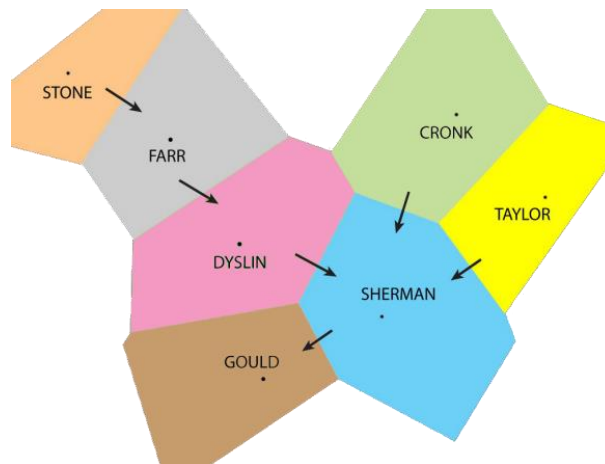 STONE
CRONK
FARR
TAYLOR
DYSLIN
SHERMAN
GOULD